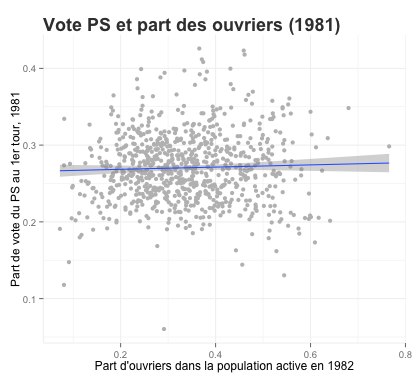 Vote PS et part des ouvriers (1981)
Part de vote du PS au 1er tour, 1981
0.4
0.3
0.2
0.1
0.2
0.4
0.6
0.8
Part d'ouvriers dans la population active en 1982